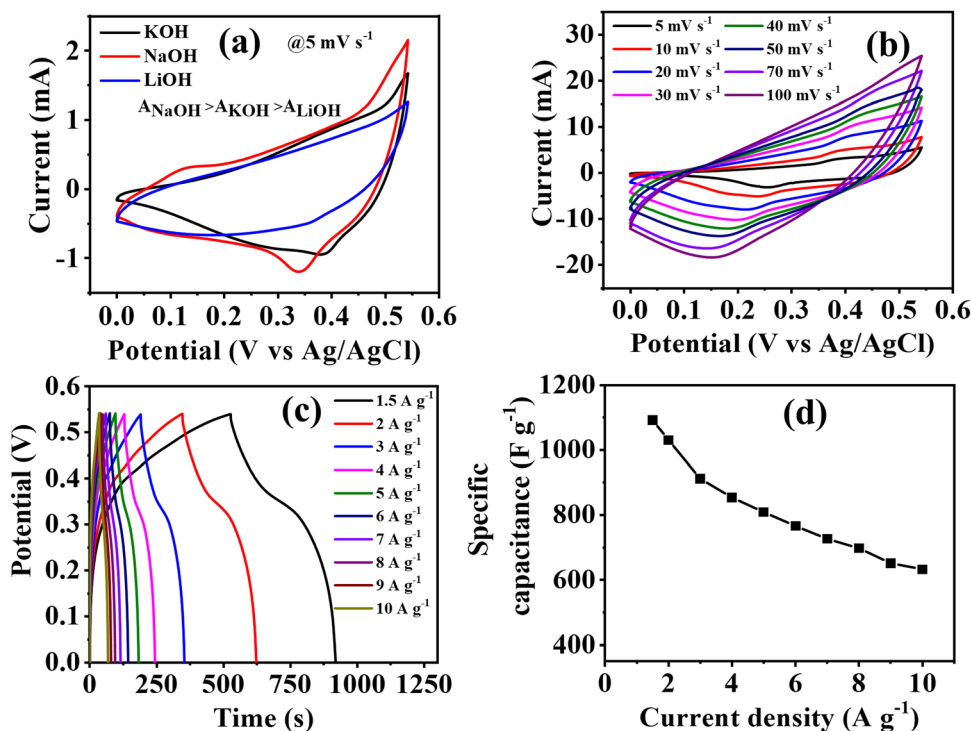 (a)
KOH
NaOH
LiOH
@5 mV s⁻¹
A_NaOH >A_KOH >A_LiOH
2
1
0
-1
Current (mA)
0.0 0.1 0.2 0.3 0.4 0.5 0.6
Potential (V vs Ag/AgCl)
(b)
5 mV s⁻¹ 40 mV s⁻¹
10 mV s⁻¹ 50 mV s⁻¹
20 mV s⁻¹ 70 mV s⁻¹
30 mV s⁻¹ 100 mV s⁻¹
30
20
10
0
-10
-20
Current (mA)
0.0 0.1 0.2 0.3 0.4 0.5 0.6
Potential (V vs Ag/AgCl)
(c)
1.5 A g⁻¹
2 A g⁻¹
3 A g⁻¹
4 A g⁻¹
5 A g⁻¹
6 A g⁻¹
7 A g⁻¹
8 A g⁻¹
9 A g⁻¹
10 A g⁻¹
0.6
0.5
0.4
0.3
0.2
0.1
0.0
Potential (V)
0 250 500 750 1000 1250
Time (s)
(d)
1200
1000
800
600
400
Specific
capacitance (F g⁻¹)
0 2 4 6 8 10
Current density (A g⁻¹)